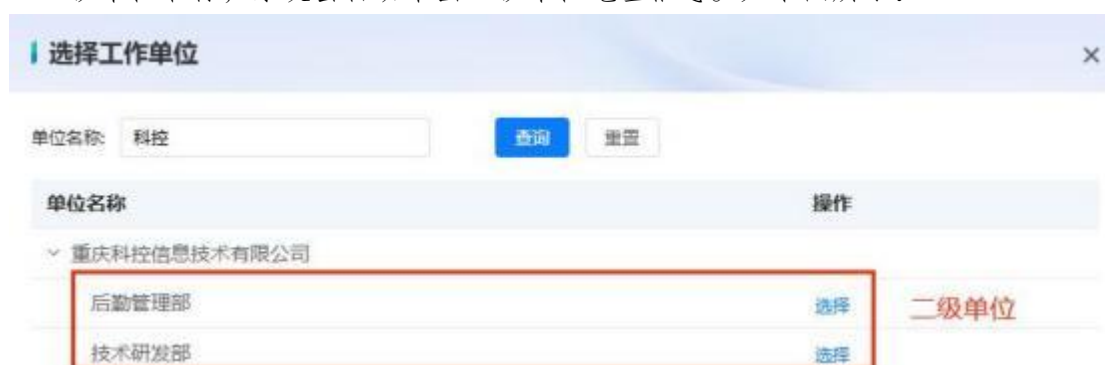 选择工作单位 ×
单位名称: 科控 查询 重置
单位名称 操作
重庆科控信息技术有限公司
后勤管理部 选择 二级单位
技术研发部 选择